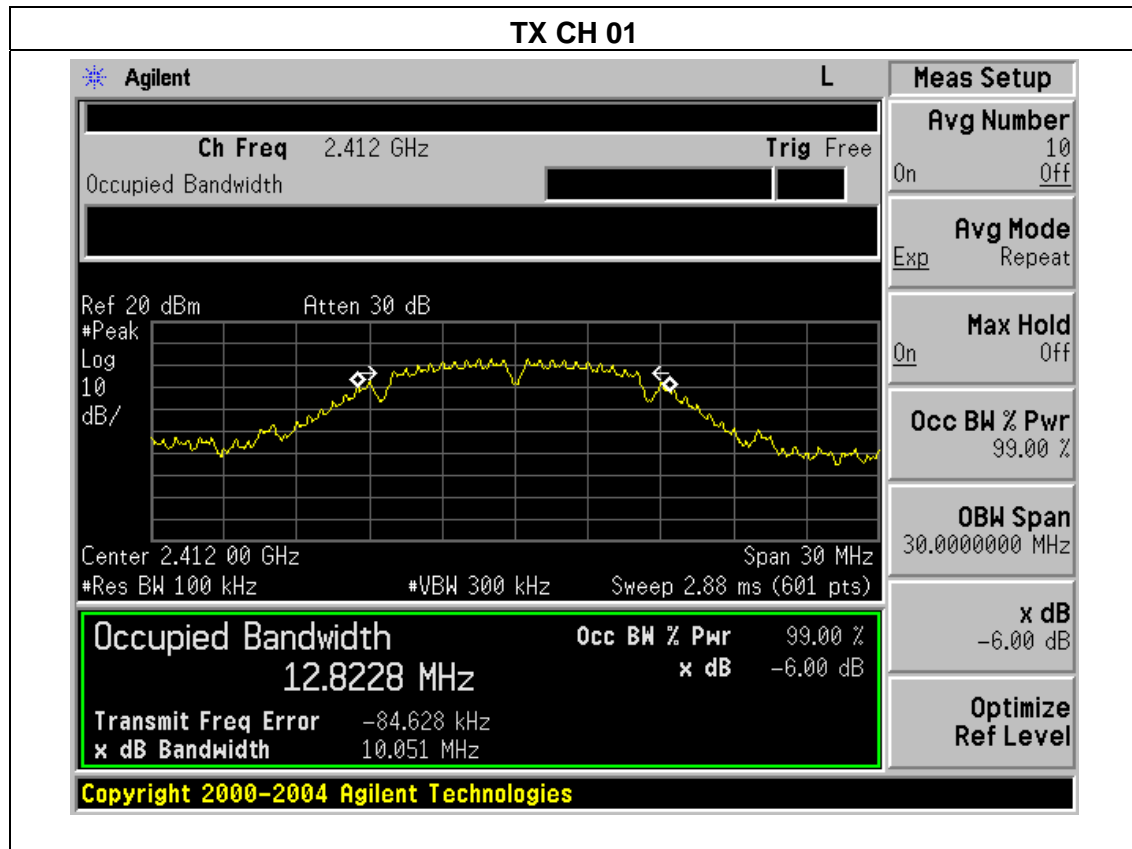 TX CH 01
Agilent L Meas Setup
Ch Freq 2.412 GHz Trig Free
Occupied Bandwidth
Avg Number
10
On Off
Avg Mode
Exp Repeat
Max Hold
On Off
Occ BW % Pwr
99.00 %
OBW Span
30.0000000 MHz
x dB
-6.00 dB
Optimize
Ref Level
Ref 20 dBm Atten 30 dB
#Peak
Log
10
dB/
Center 2.412 00 GHz Span 30 MHz
#Res BW 100 kHz #VBW 300 kHz Sweep 2.88 ms (601 pts)
Occupied Bandwidth Occ BW % Pwr 99.00 %
12.8228 MHz x dB -6.00 dB
Transmit Freq Error -84.628 kHz
x dB Bandwidth 10.051 MHz
Copyright 2000-2004 Agilent Technologies